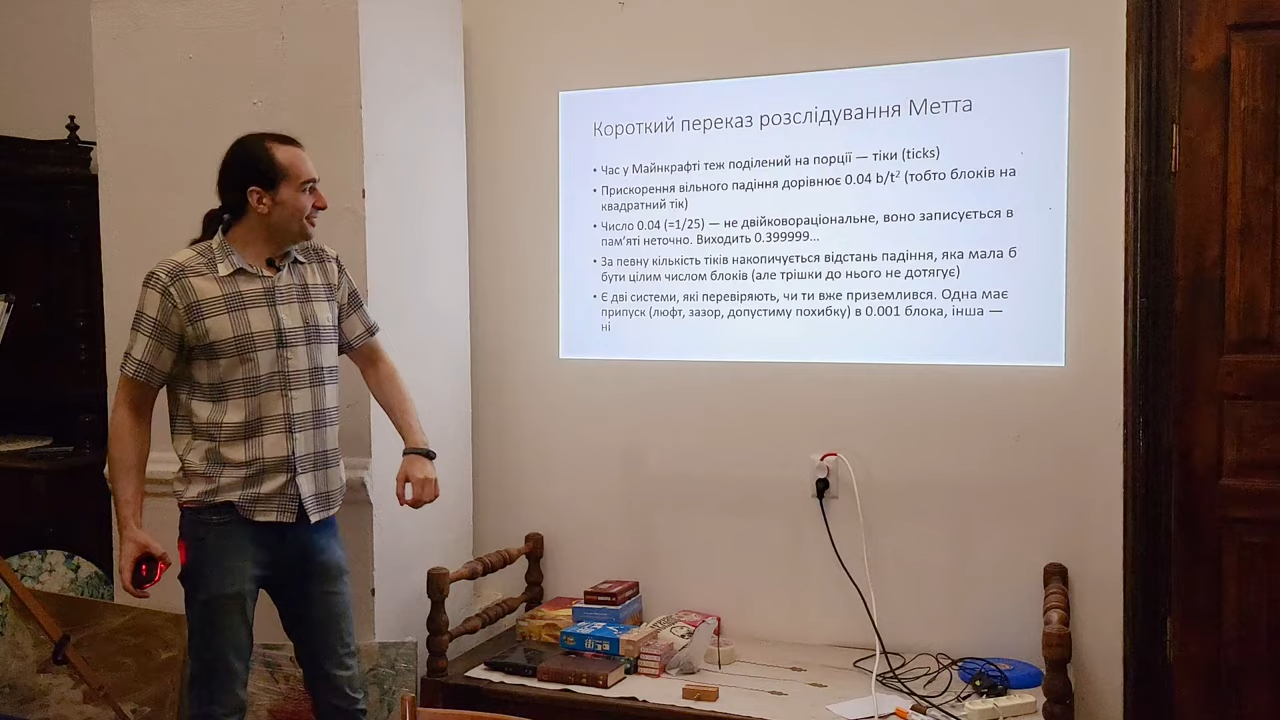 Короткий переказ розслідування Метта
• Час у Майнкрафті теж поділений на порції — тіки (ticks)
• Прискорення вільного падіння дорівнює 0.04 b/t² (тобто блоків на
квадратний тік)
• Число 0.04 (=1/25) — не двійковораціональне, воно записується в
пам’яті неточно. Виходить 0.399999...
• За певну кількість тіків накопичується відстань падіння, яка мала б
бути цілим числом блоків (але трішки до нього не дотягує)
• Є дві системи, які перевіряють, чи ти вже приземлився. Одна має
припуск (люфт, зазор, допустиму похибку) в 0.001 блока, інша —
ні